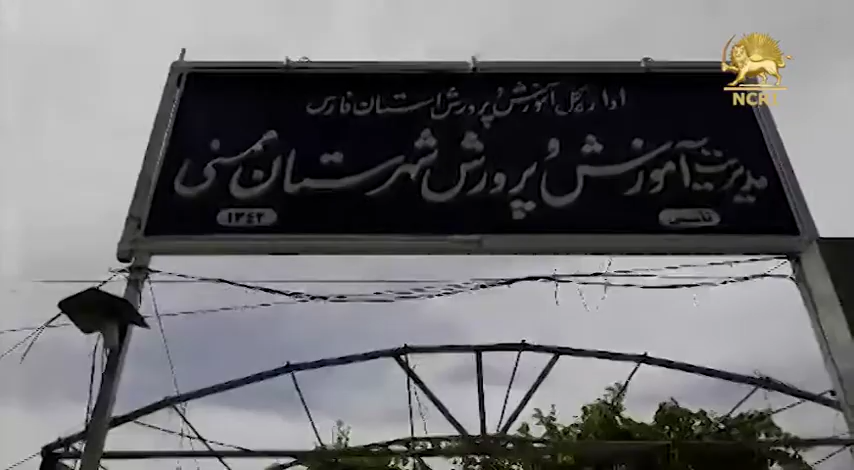 اداره کل آموزش و پرورش استان فارس
مدیریت آموزش و پرورش شهرستان ممسنی
تاسیس
۱۳۴۲
NCRI